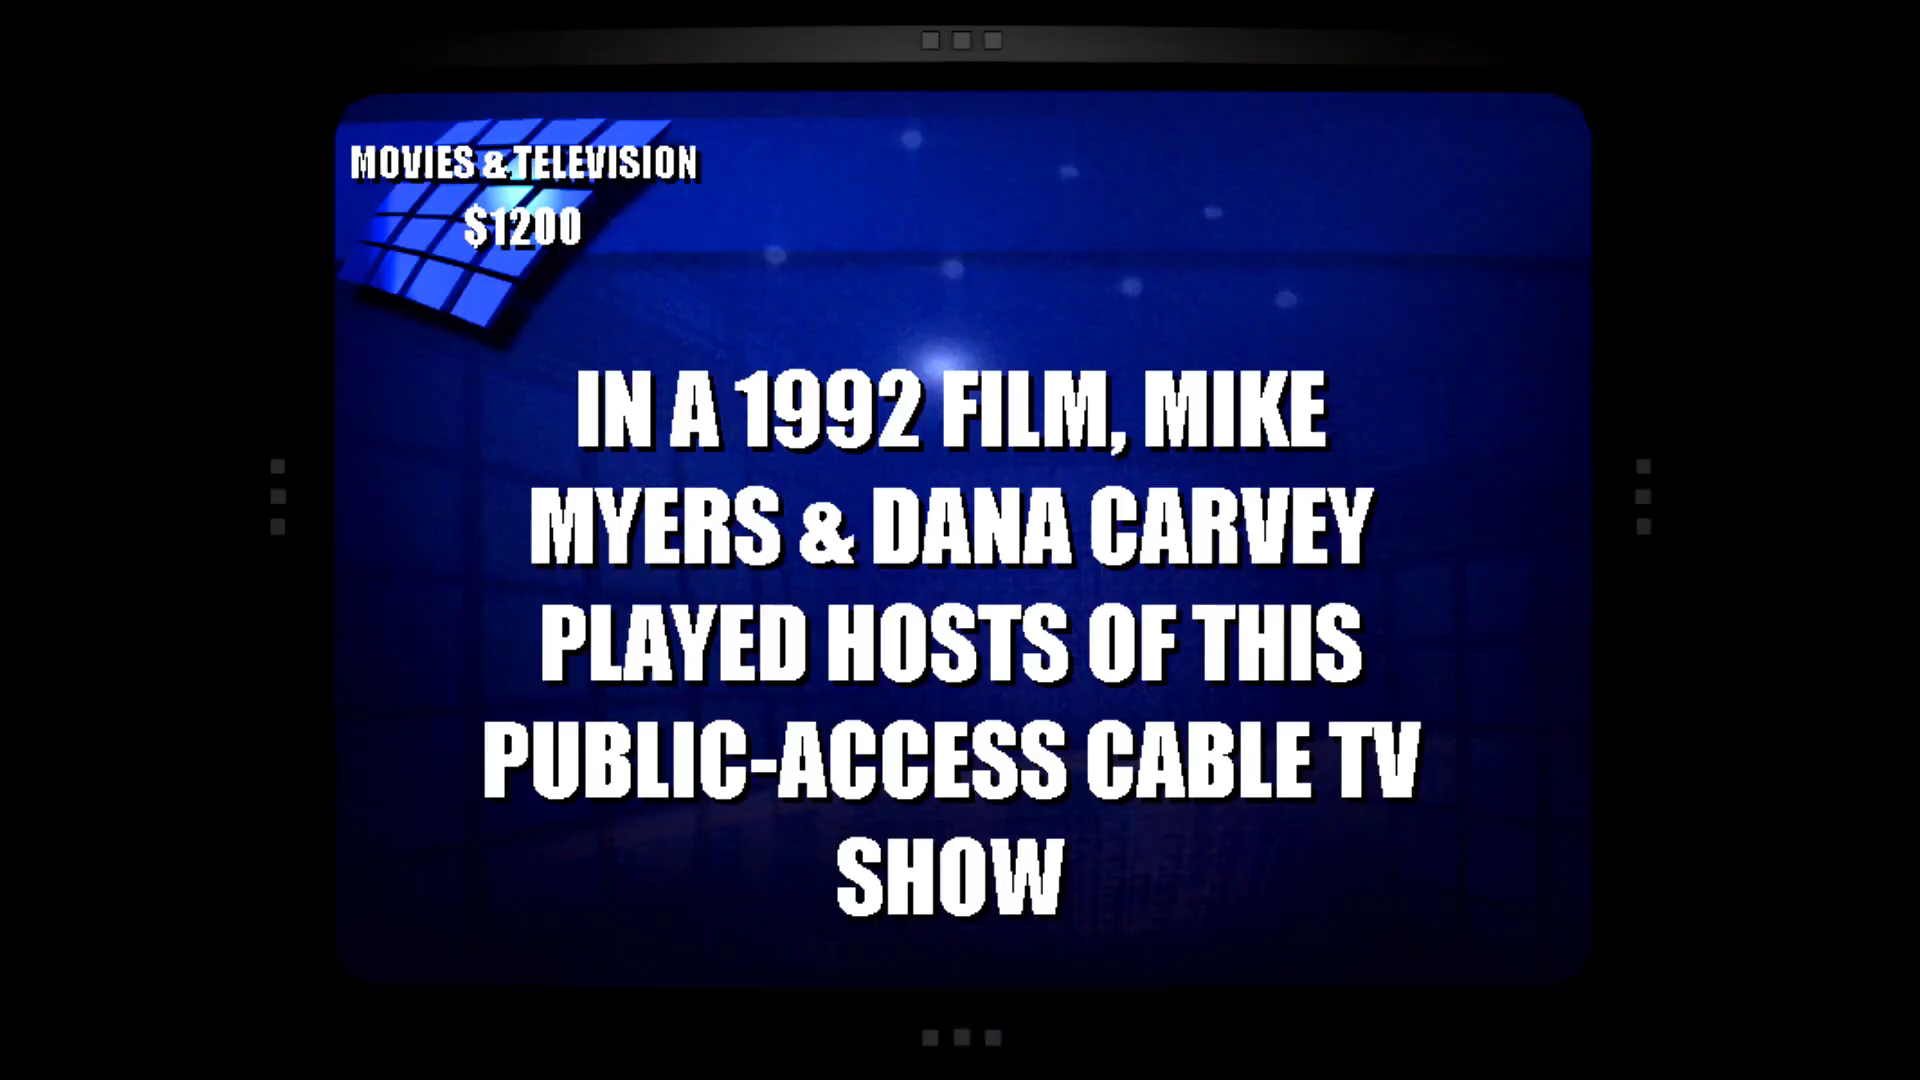 MOVIES & TELEVISION
$1200
IN A 1992 FILM, MIKE
MYERS & DANA CARVEY
PLAYED HOSTS OF THIS
PUBLIC-ACCESS CABLE TV
SHOW